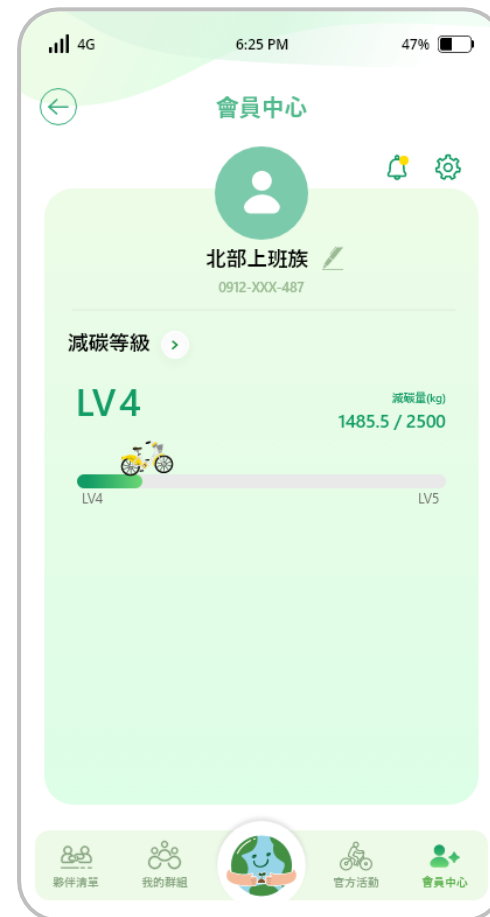 4G 6:25 PM 47%
會員中心
北部上班族
0912-XXX-487
減碳等級
LV4
減碳量(kg)
1485.5 / 2500
LV4 LV5
夥伴清單 我的群組 官方活動 會員中心